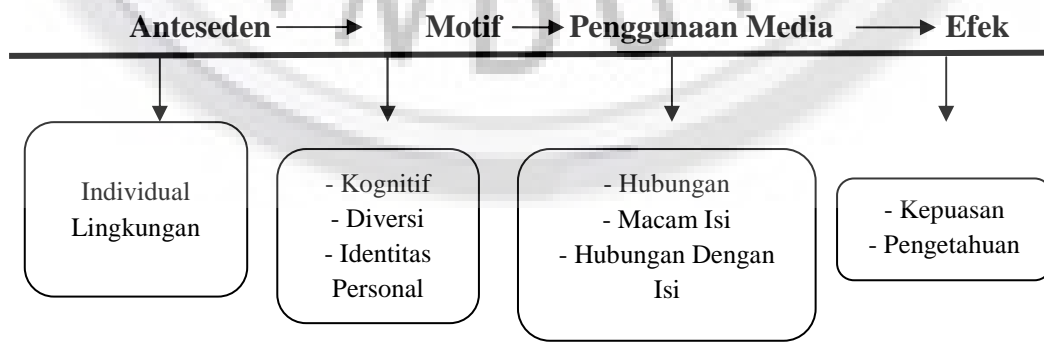 Anteseden Motif Penggunaan Media Efek
Individual
Lingkungan
- Kognitif
- Diversi
- Identitas
Personal
- Hubungan
- Macam Isi
- Hubungan Dengan
Isi
- Kepuasan
- Pengetahuan